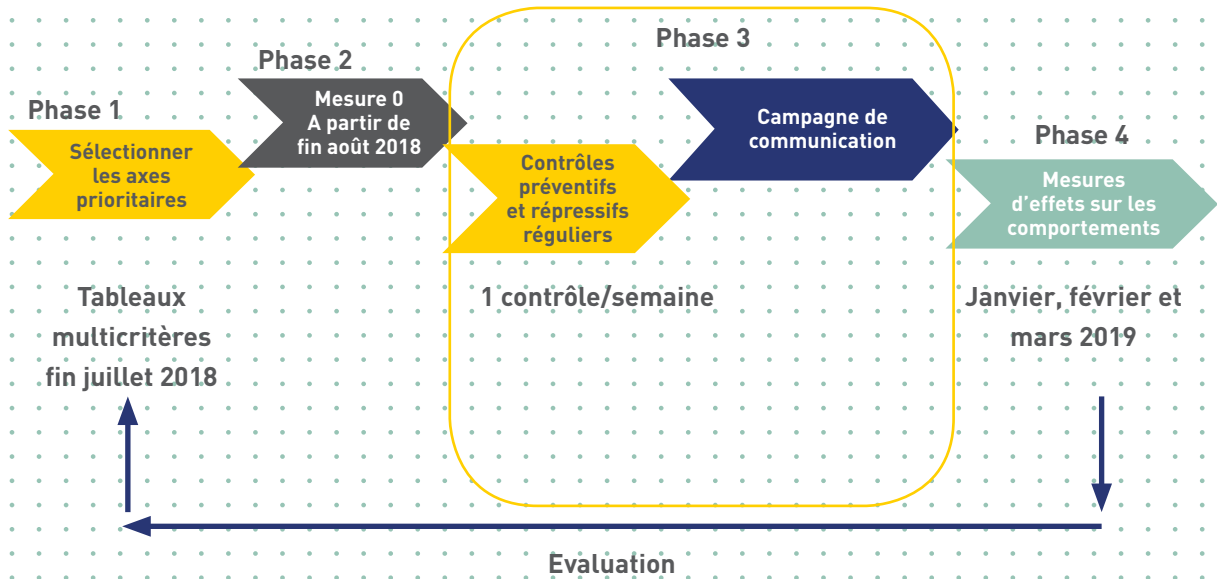 Phase 1
Sélectionner
les axes
prioritaires
Tableaux
multicritères
fin juillet 2018
Phase 2
Mesure 0
A partir de
fin août 2018
Phase 3
Contrôles
préventifs
et répressifs
réguliers
1 contrôle/semaine
Campagne de
communication
Phase 4
Mesures
d’effets sur les
comportements
Janvier, février et
mars 2019
Evaluation